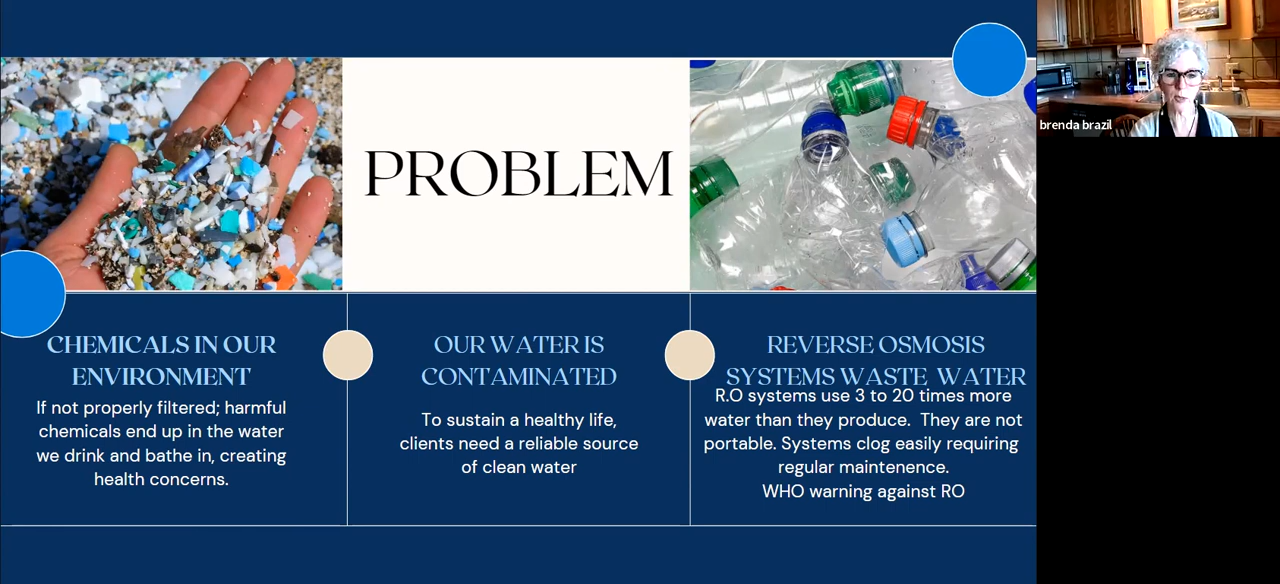 PROBLEM
brenda brazil
CHEMICALS IN OUR
ENVIRONMENT
If not properly filtered; harmful
chemicals end up in the water
we drink and bathe in, creating
health concerns.
OUR WATER IS
CONTAMINATED
To sustain a healthy life,
clients need a reliable source
of clean water
REVERSE OSMOSIS
SYSTEMS WASTE WATER
R.O systems use 3 to 20 times more
water than they produce. They are not
portable. Systems clog easily requiring
regular maintenence.
WHO warning against RO